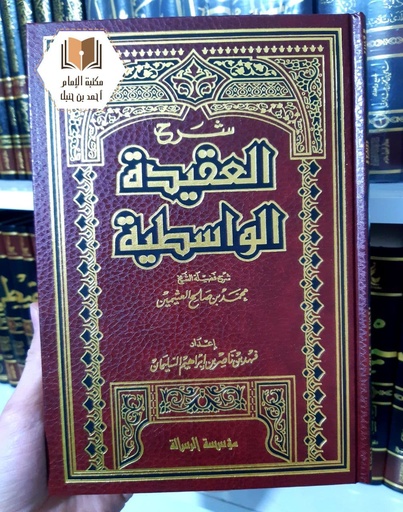 مكتبة الإمام
أحمد بن حنبل
شرح
العقيدة
الواسطية
شرح فضيلة الشيخ
محمد بن صالح العثيمين
إعداد
فهد بن ناصر بن إبراهيم السليمان
مؤسسة الرسالة